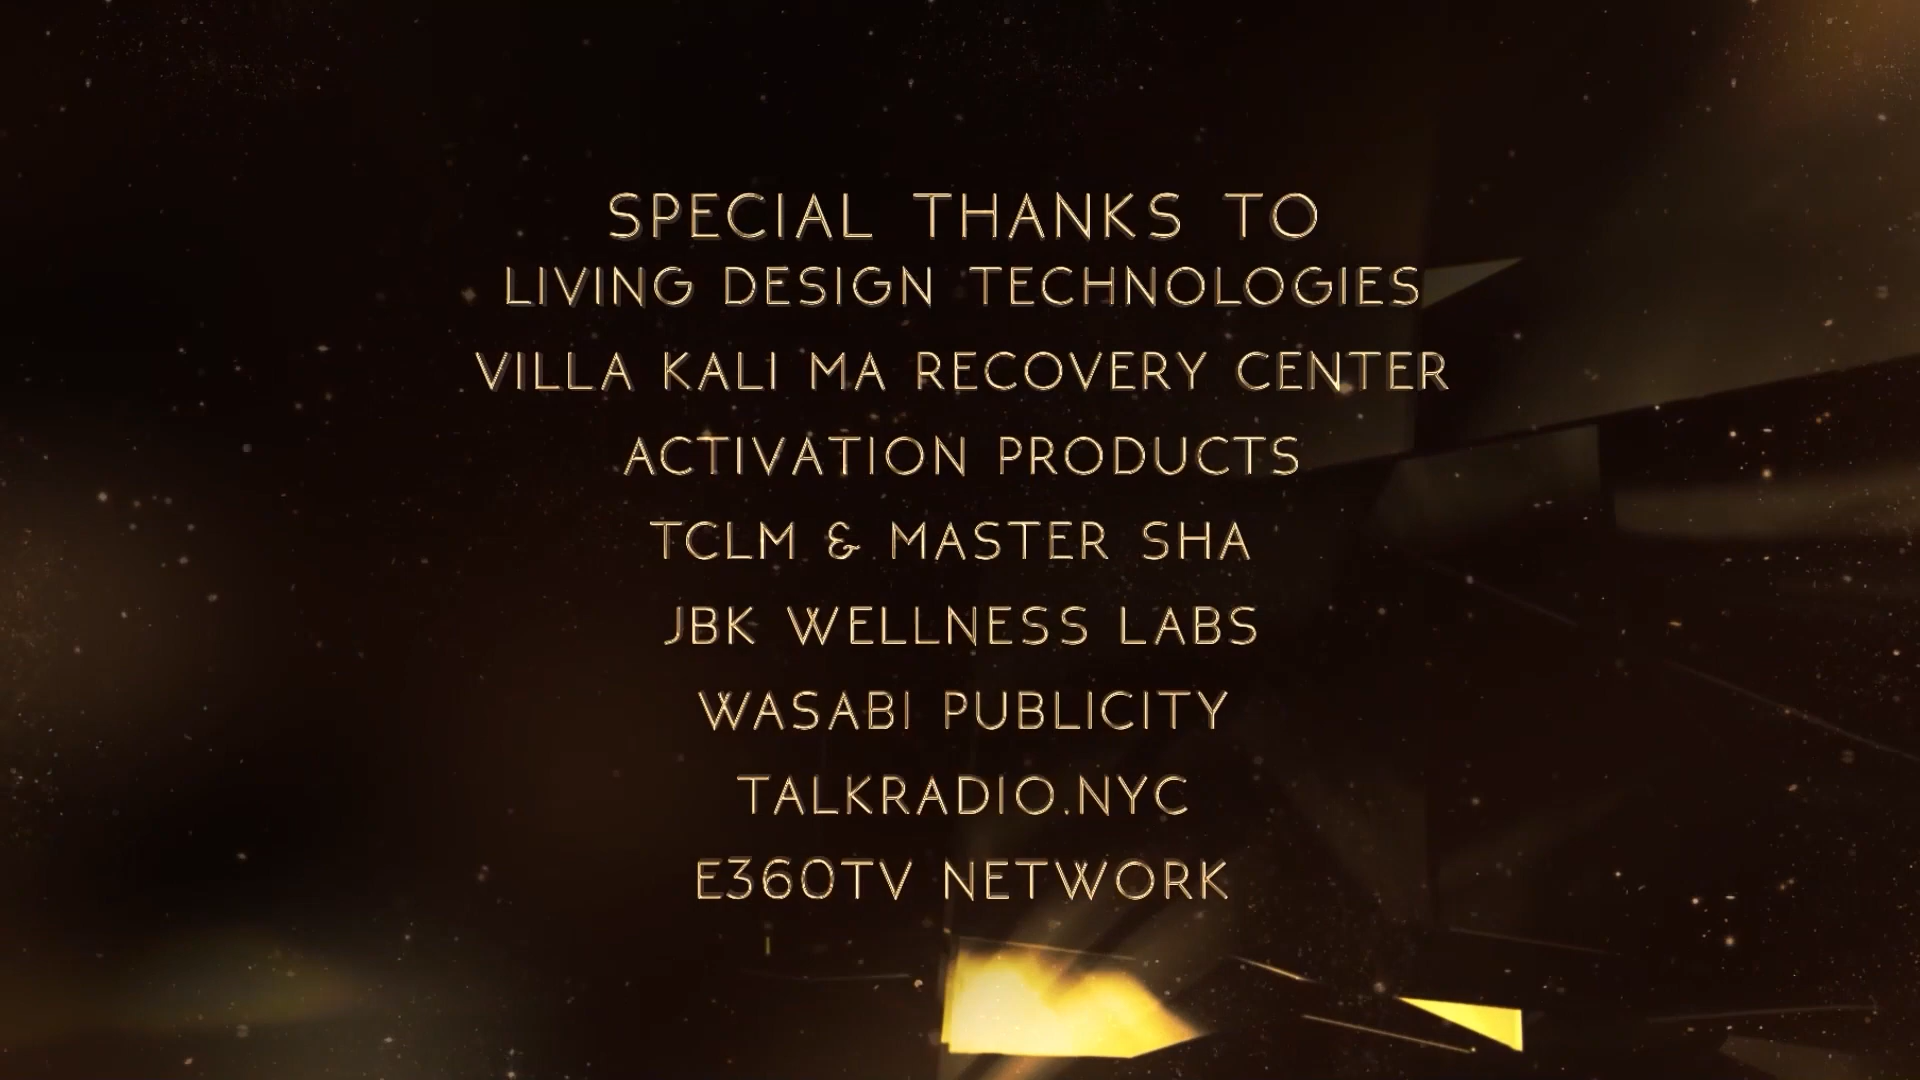 SPECIAL THANKS TO
LIVING DESIGN TECHNOLOGIES
VILLA KALI MA RECOVERY CENTER
ACTIVATION PRODUCTS
TCLM & MASTER SHA
JBK WELLNESS LABS
WASABI PUBLICITY
TALKRADIO.NYC
E360TV NETWORK